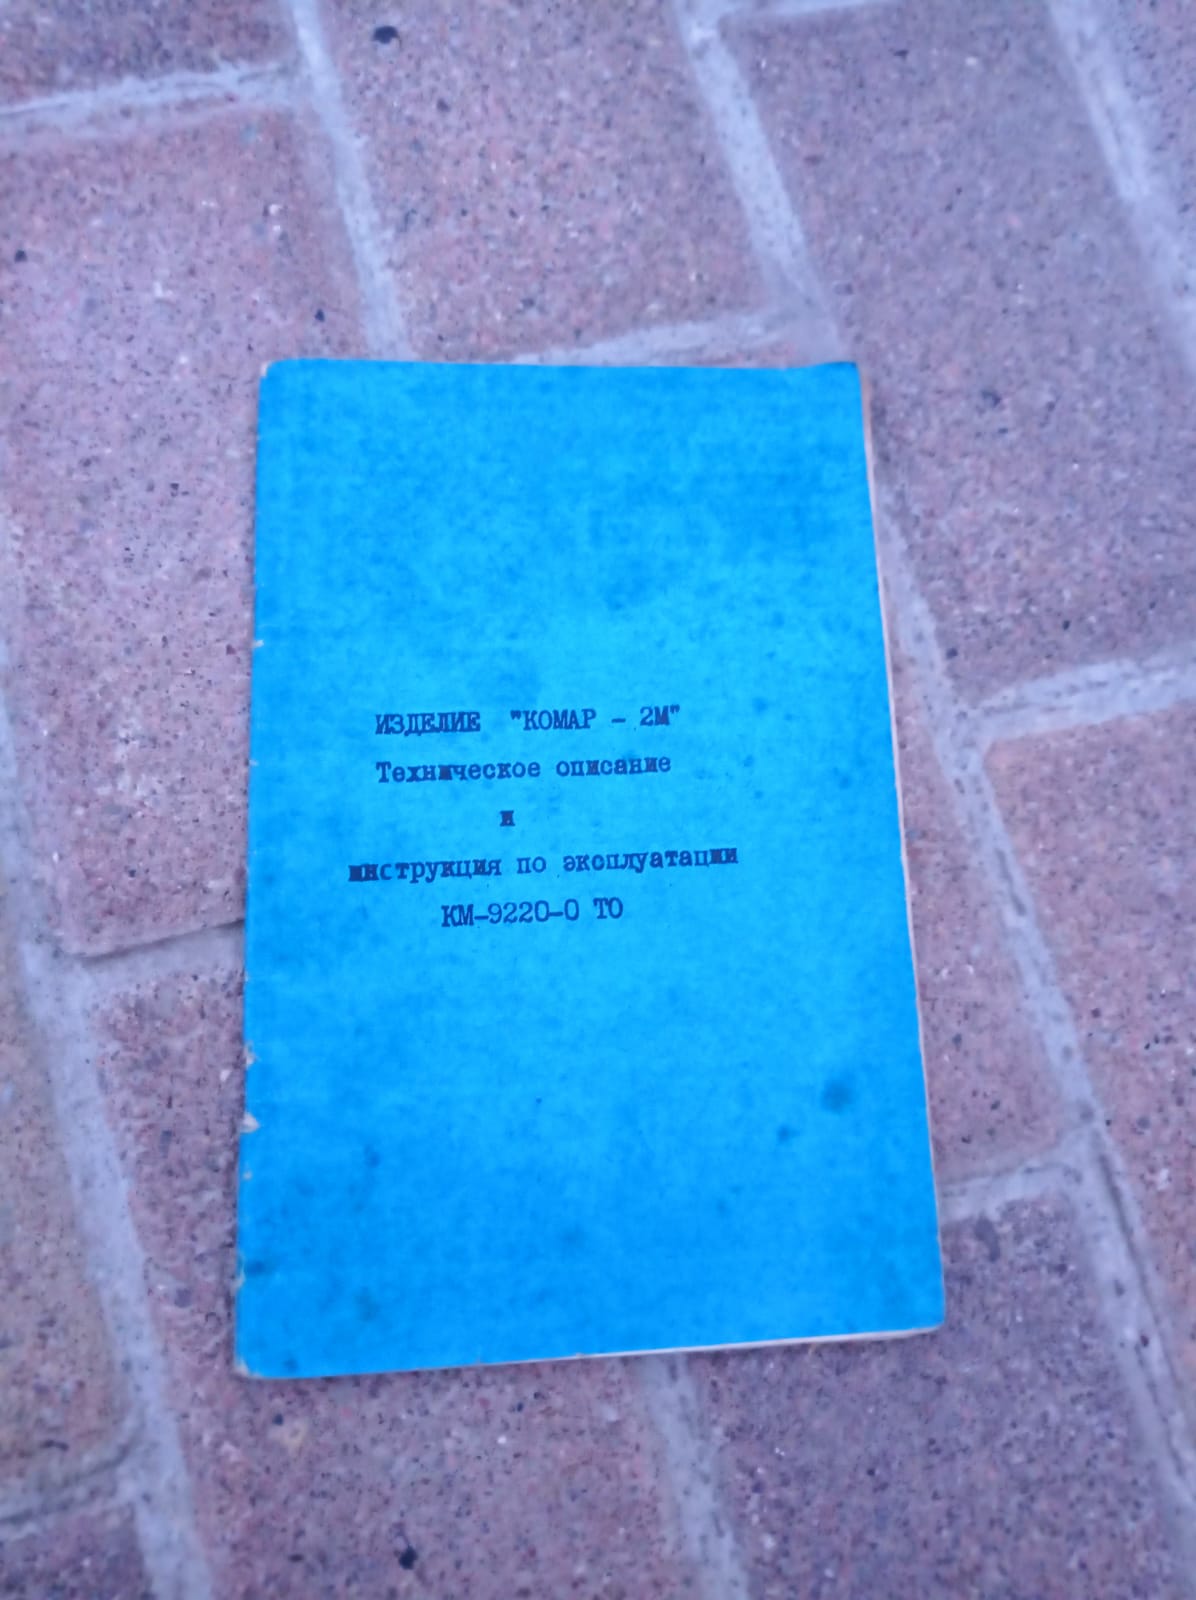 ИЗДЕЛИЕ "КОМАР - 2М"
Техническое описание
и
инструкция по эксплуатации
КМ-9220-0 ТО